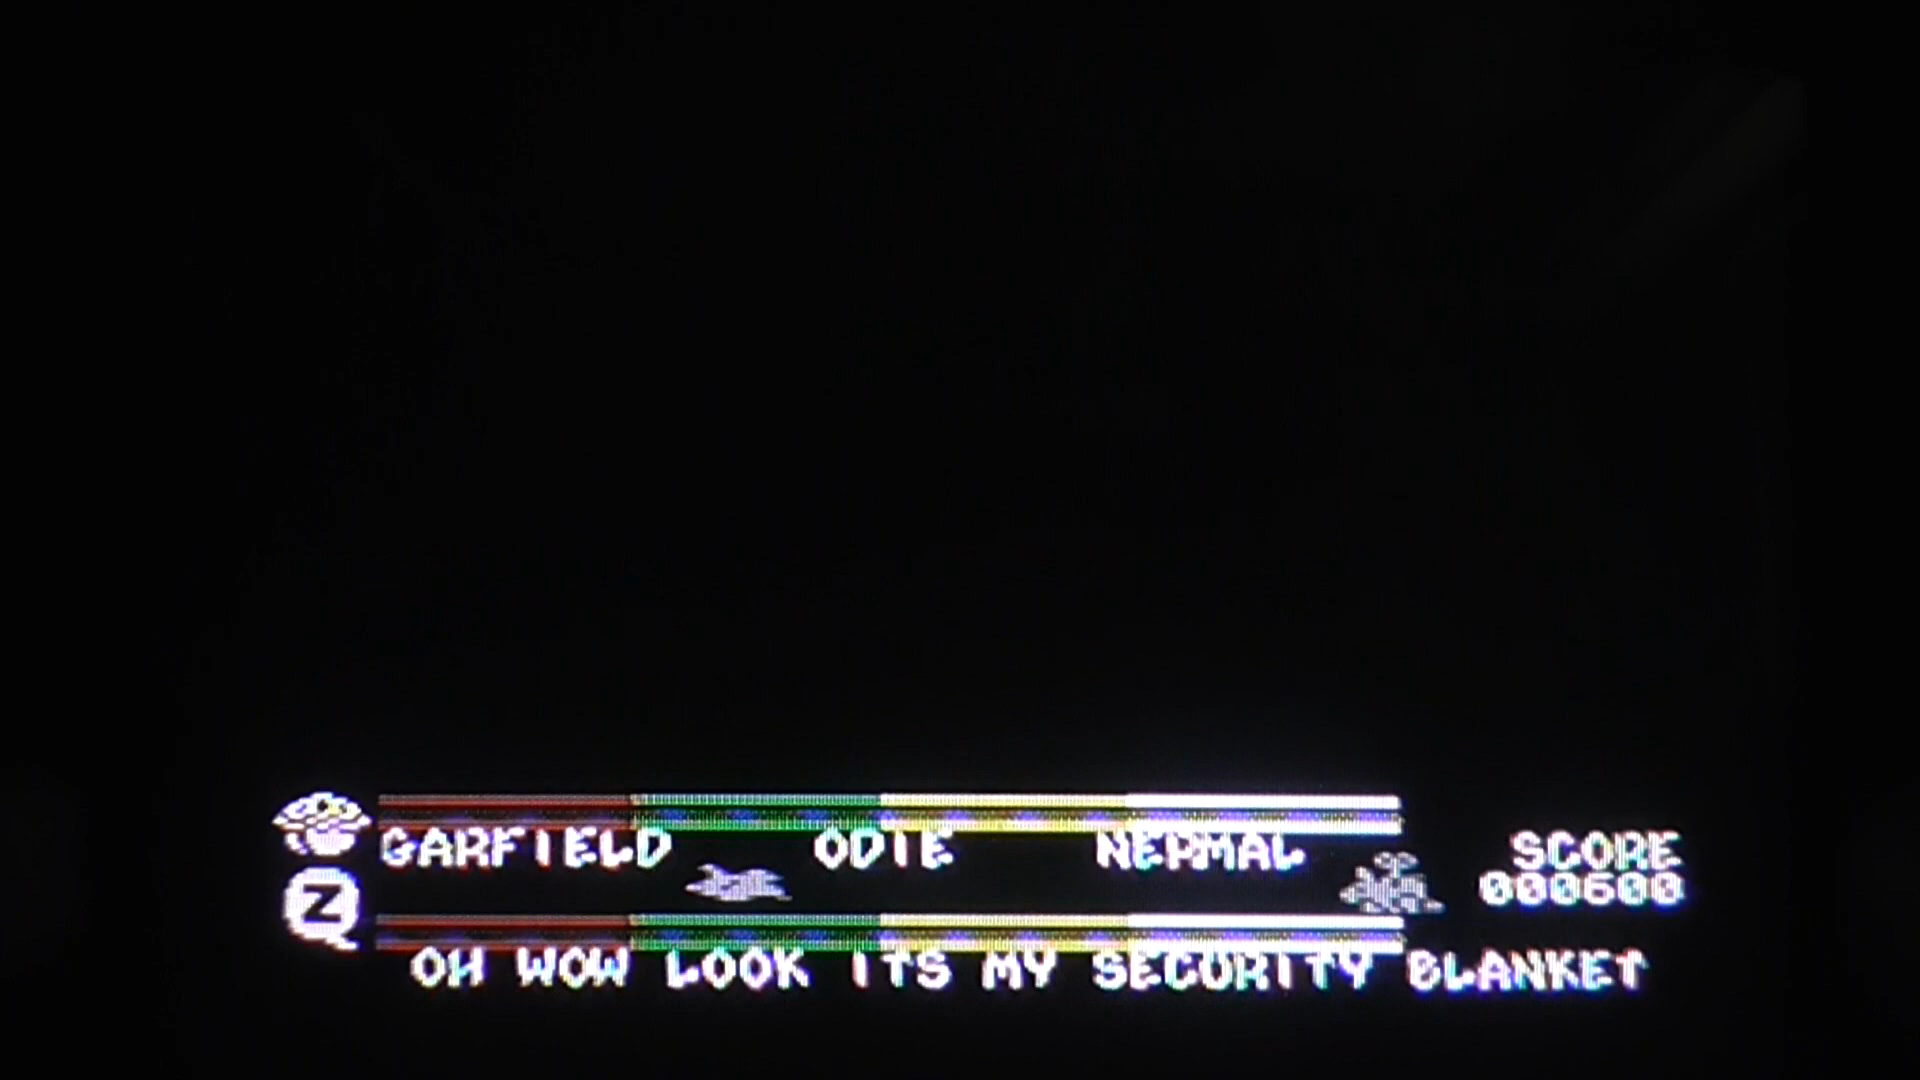 GARFIELD ODIE NERMAL SCORE
Z 000600
OH WOW LOOK ITS MY SECURITY BLANKET